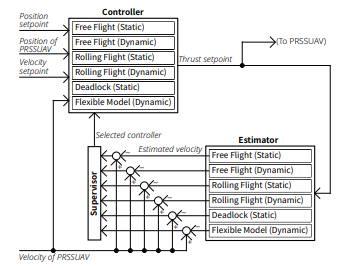 Controller
Position
setpoint
Position of
PRSSUAV
Velocity
setpoint
Free Flight (Static)
Free Flight (Dynamic)
Rolling Flight (Static)
Rolling Flight (Dynamic)
Deadlock (Static)
Flexible Model (Dynamic)
Thrust setpoint
(To PRSSUAV)
Selected controller
Estimated velocity
Supervisor
Estimator
Free Flight (Static)
Free Flight (Dynamic)
Rolling Flight (Static)
Rolling Flight (Dynamic)
Deadlock (Static)
Flexible Model (Dynamic)
Velocity of PRSSUAV